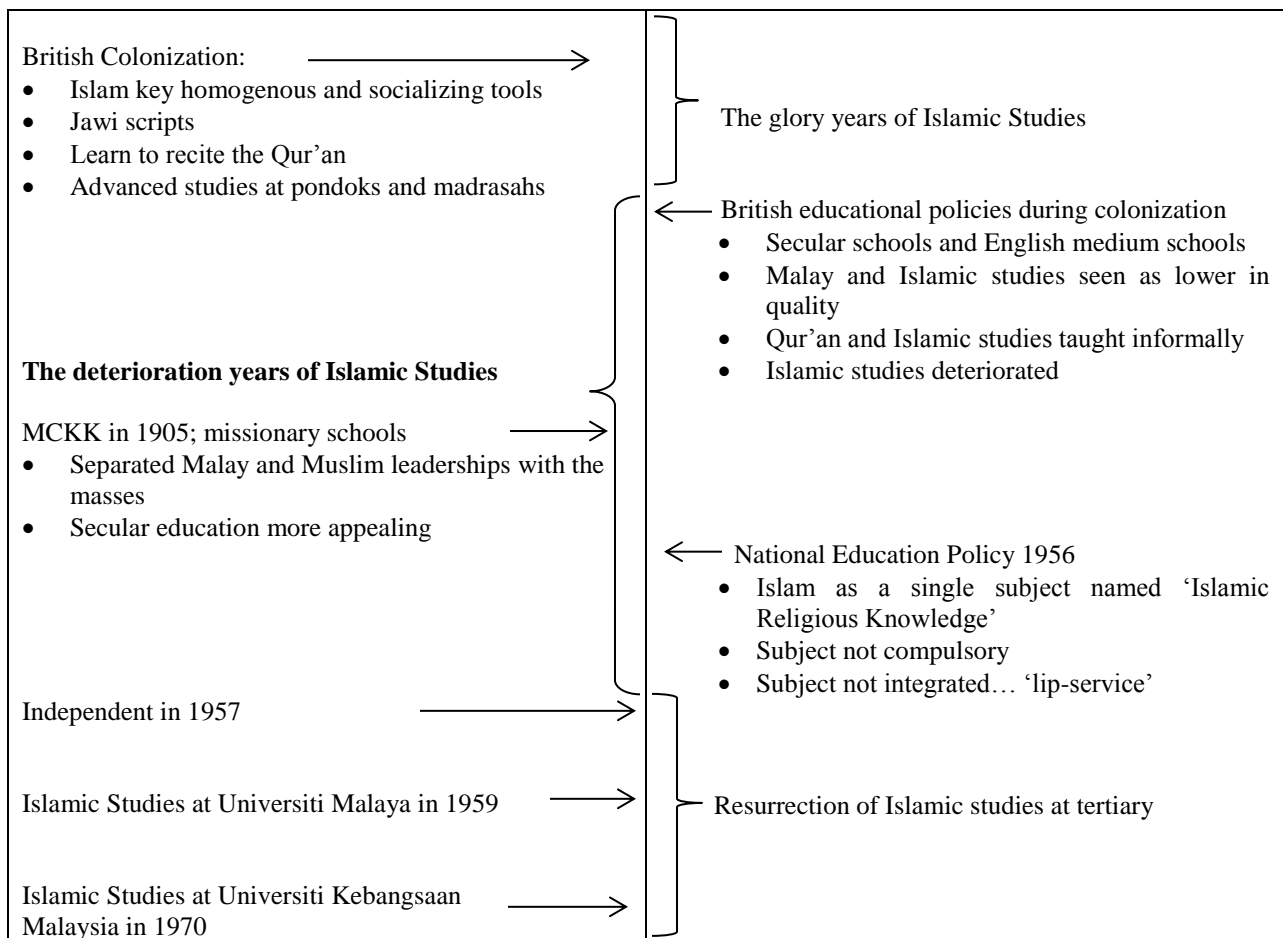 British Colonization:
• Islam key homogenous and socializing tools
• Jawi scripts
• Learn to recite the Qur’an
• Advanced studies at pondoks and madrasahs
The glory years of Islamic Studies
British educational policies during colonization
• Secular schools and English medium schools
• Malay and Islamic studies seen as lower in
quality
• Qur’an and Islamic studies taught informally
• Islamic studies deteriorated
The deterioration years of Islamic Studies
MCKK in 1905; missionary schools
• Separated Malay and Muslim leaderships with the
masses
• Secular education more appealing
National Education Policy 1956
• Islam as a single subject named ‘Islamic
Religious Knowledge’
• Subject not compulsory
• Subject not integrated… ‘lip-service’
Independent in 1957
Islamic Studies at Universiti Malaya in 1959
Resurrection of Islamic studies at tertiary
Islamic Studies at Universiti Kebangsaan
Malaysia in 1970